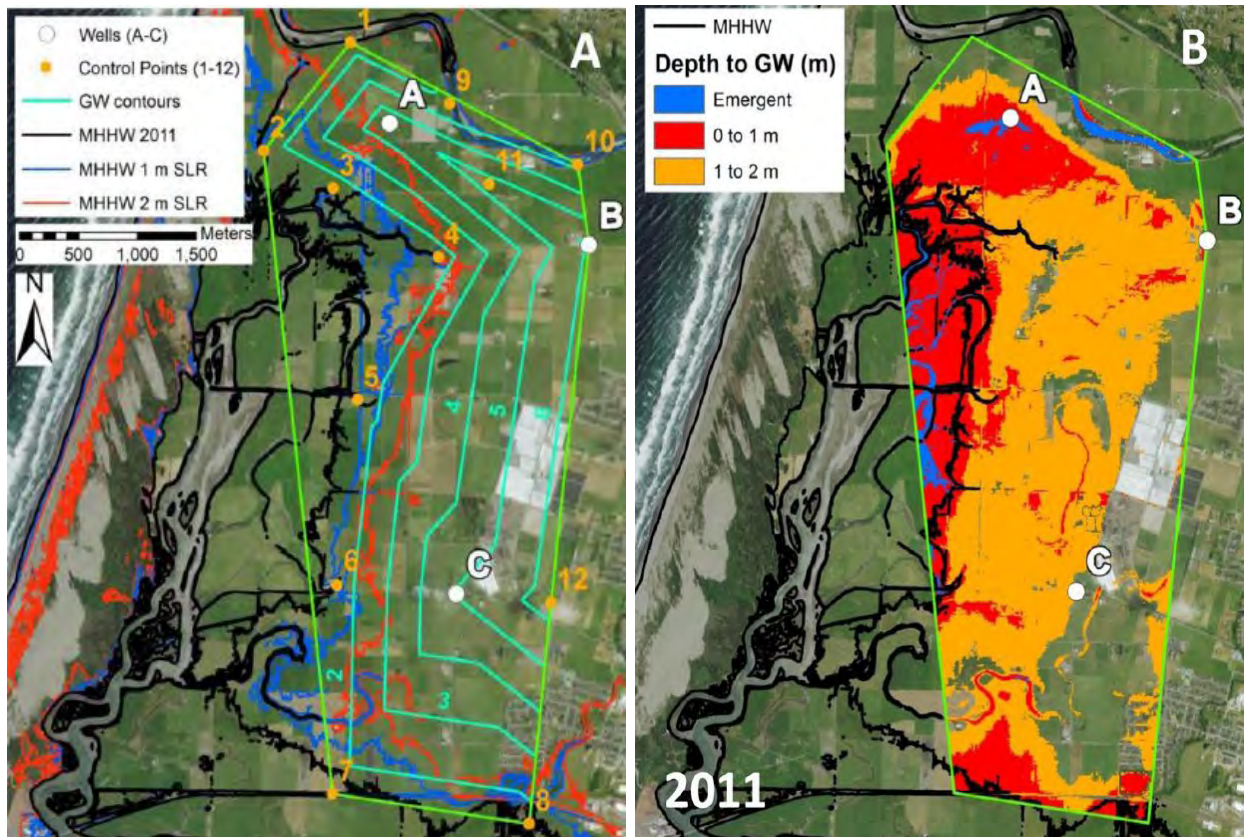 Wells (A-C)
Control Points (1-12)
GW contours
MHHW 2011
MHHW 1 m SLR
MHHW 2 m SLR
Meters
0 500 1,000 1,500
N
A
1
9
A
2
10
11
3
B
4
5
4
5
6
6
C
12
2
3
7
8
MHHW
Depth to GW (m)
Emergent
0 to 1 m
1 to 2 m
B
A
B
C
2011